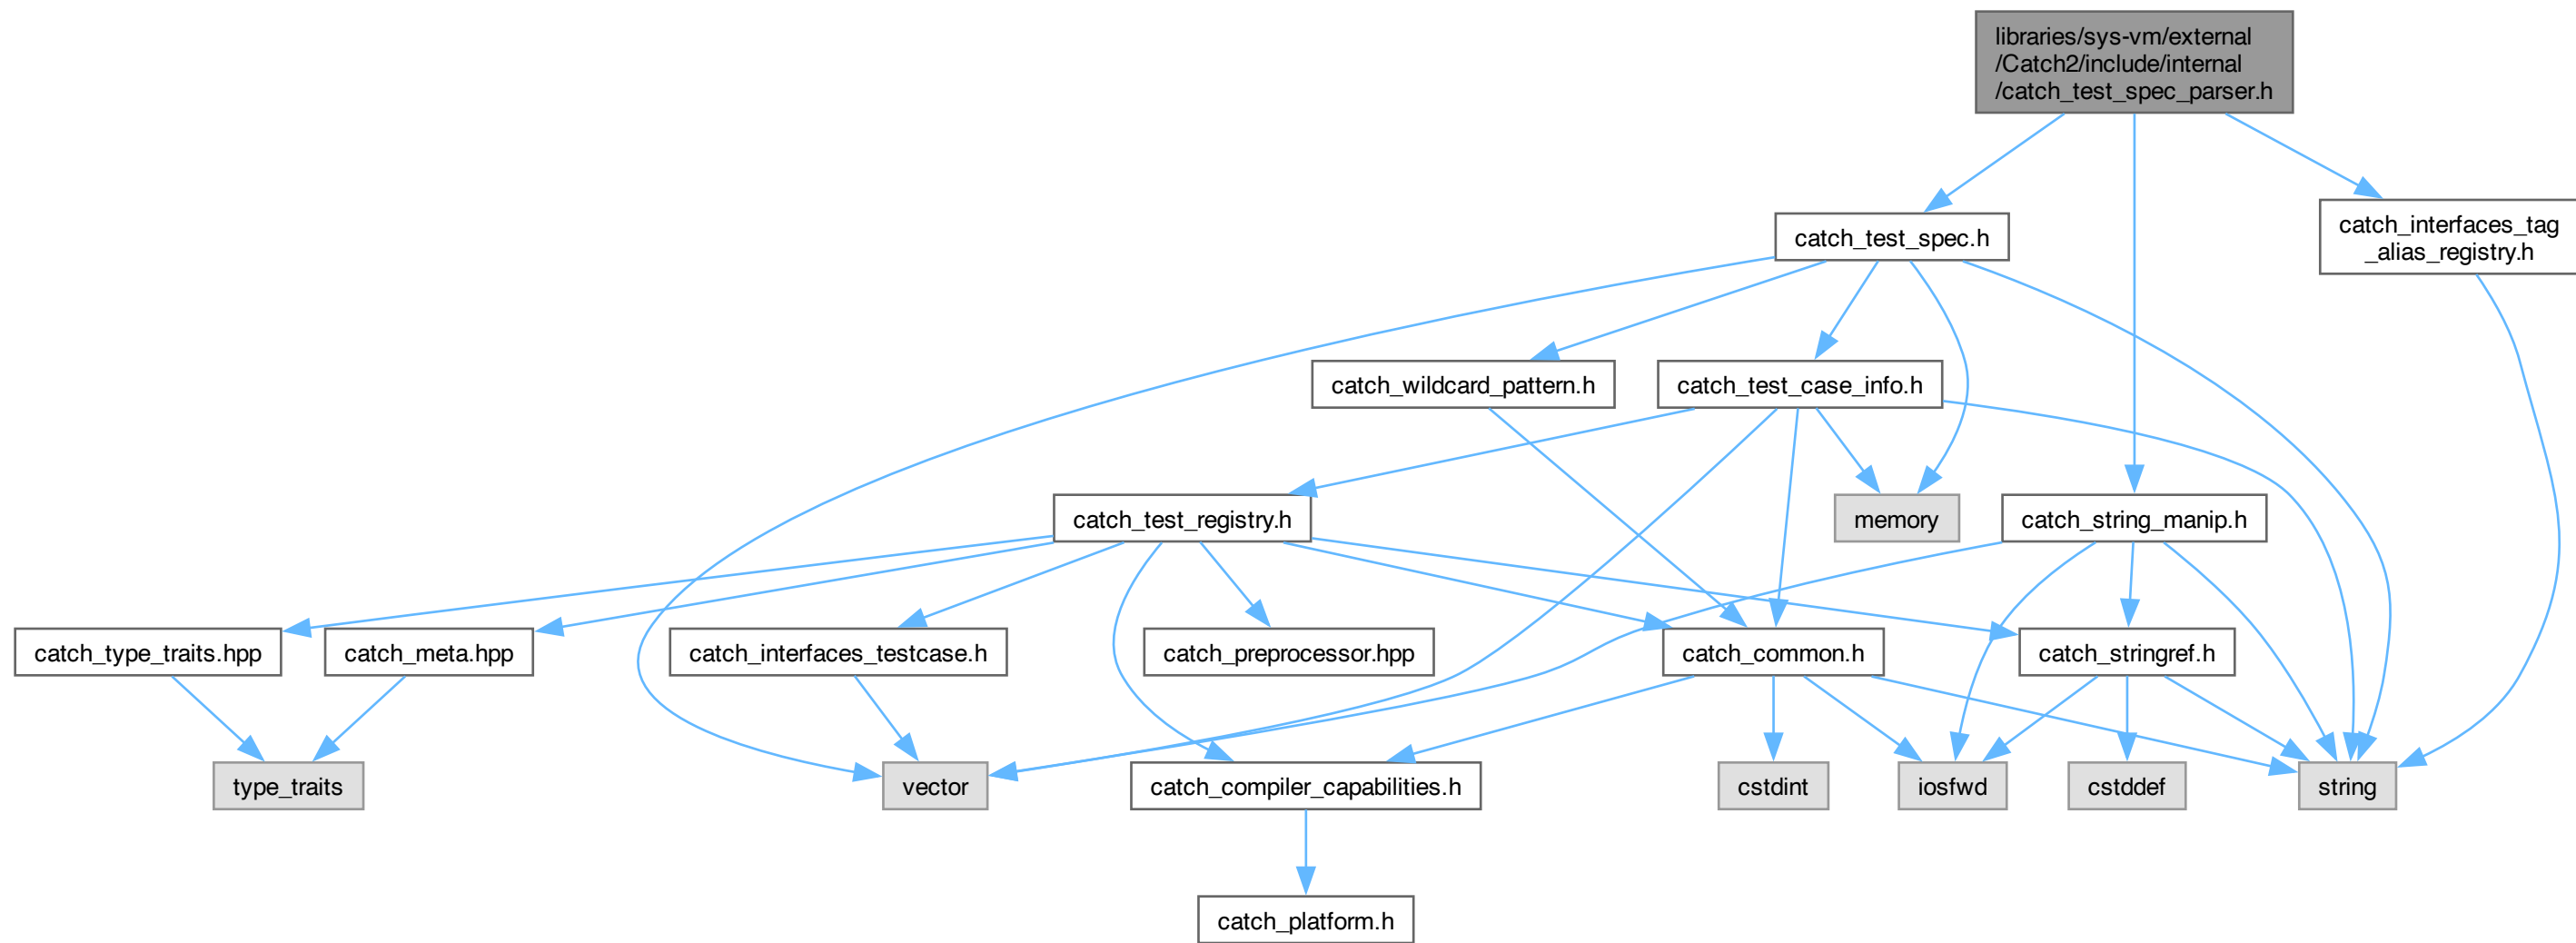 libraries/sys-vm/external
/Catch2/include/internal
/catch_test_spec_parser.h
catch_test_spec.h
catch_interfaces_tag
_alias_registry.h
catch_wildcard_pattern.h
catch_test_case_info.h
catch_test_registry.h
memory
catch_string_manip.h
catch_type_traits.hpp
catch_meta.hpp
catch_interfaces_testcase.h
catch_preprocessor.hpp
catch_common.h
catch_stringref.h
type_traits
vector
catch_compiler_capabilities.h
cstdint
iosfwd
cstddef
string
catch_platform.h